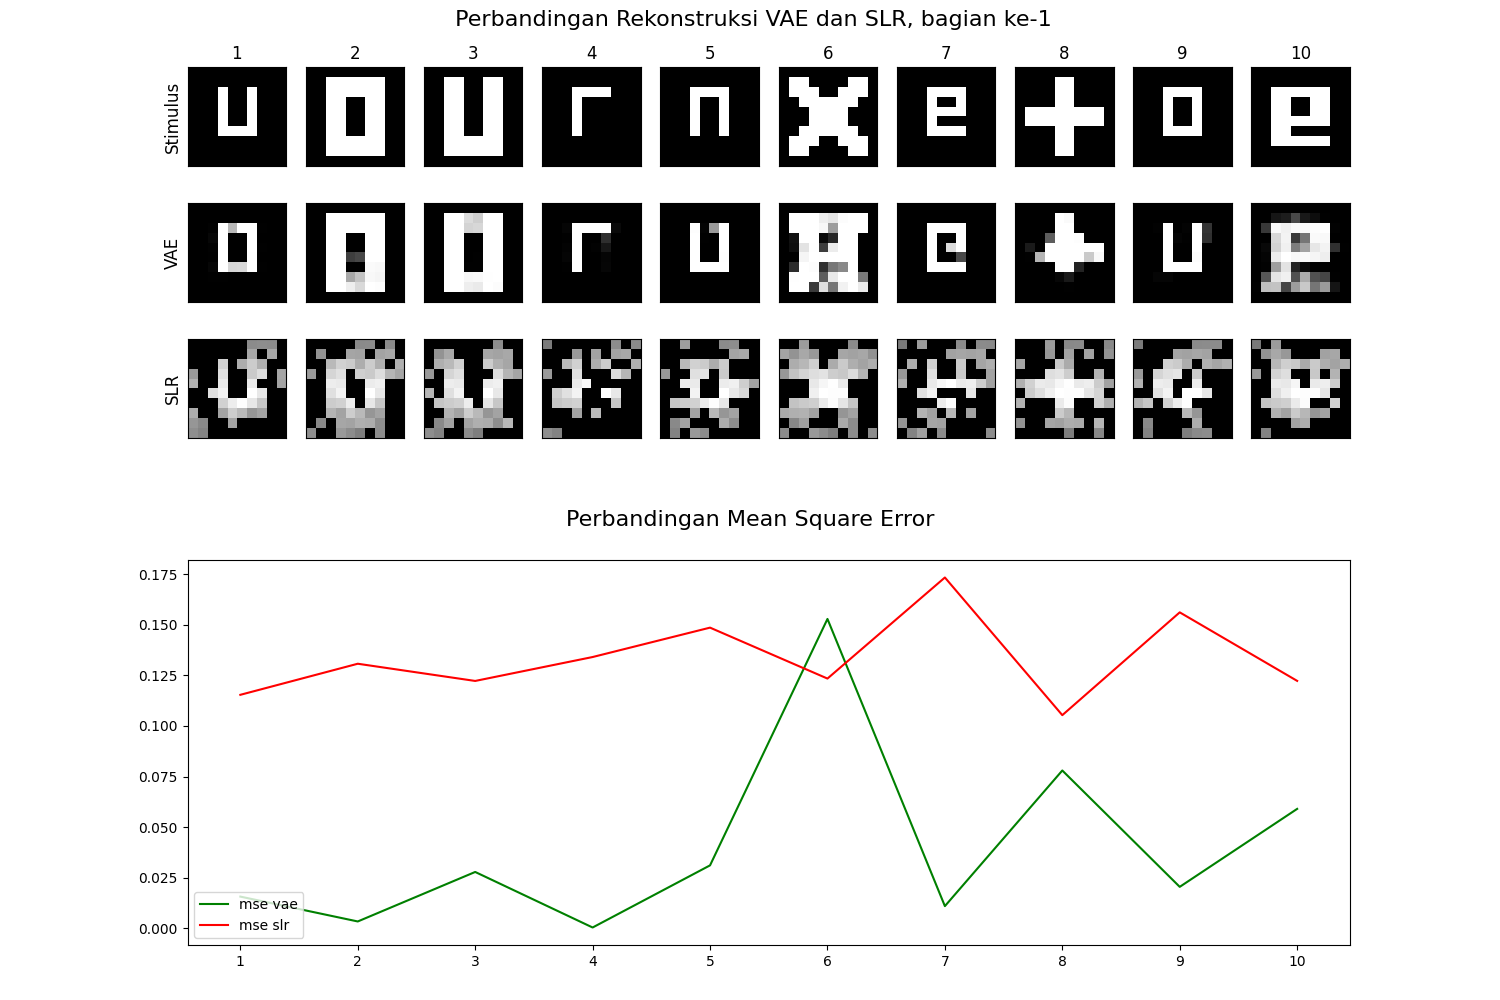 Perbandingan Rekonstruksi VAE dan SLR, bagian ke-1
1 2 3 4 5 6 7 8 9 10
Stimulus
VAE
SLR
Perbandingan Mean Square Error
0.175
0.150
0.125
0.100
0.075
0.050
0.025
0.000
mse vae
mse slr
1 2 3 4 5 6 7 8 9 10